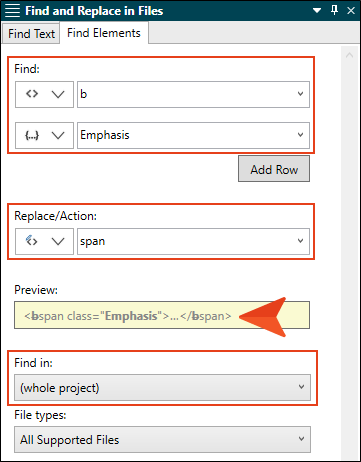 Find and Replace in Files
Find Text
Find Elements
Find:
<> b
{...} Emphasis
Add Row
Replace/Action:
<> span
Preview:
<bspan class="Emphasis">...</bspan>
Find in:
(whole project)
File types:
All Supported Files